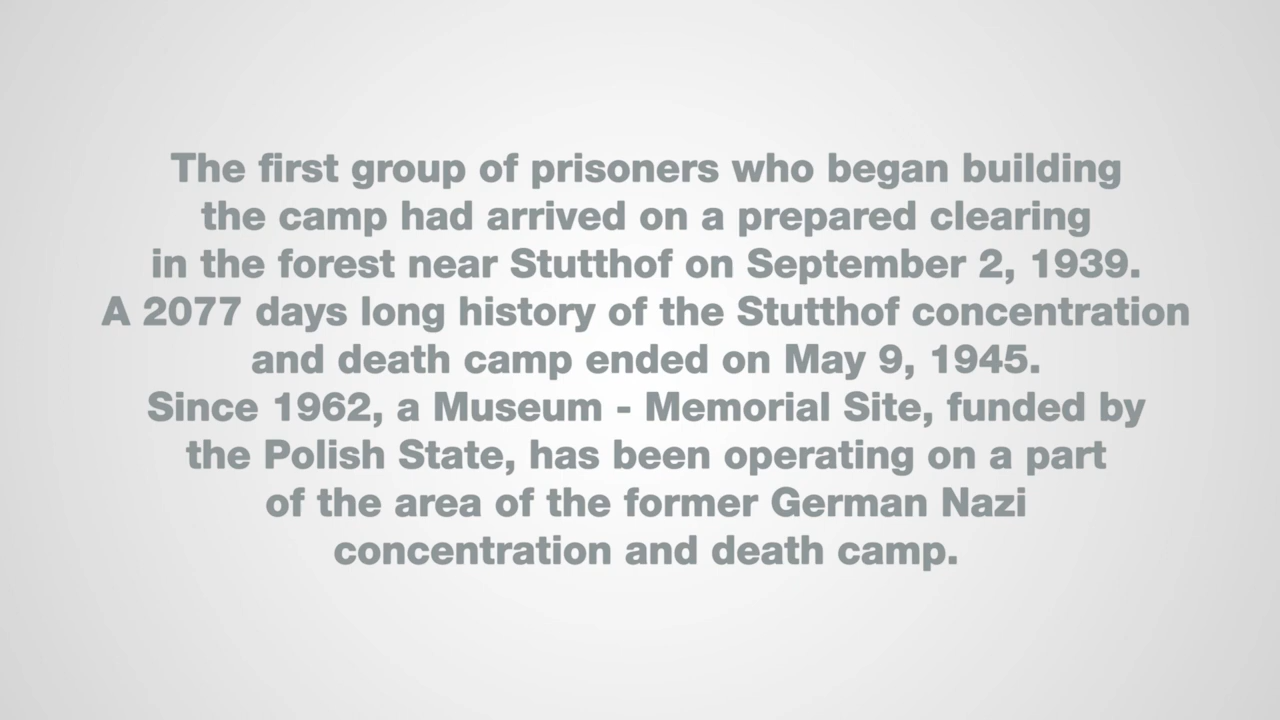 The first group of prisoners who began building
the camp had arrived on a prepared clearing
in the forest near Stutthof on September 2, 1939.
A 2077 days long history of the Stutthof concentration
and death camp ended on May 9, 1945.
Since 1962, a Museum - Memorial Site, funded by
the Polish State, has been operating on a part
of the area of the former German Nazi
concentration and death camp.